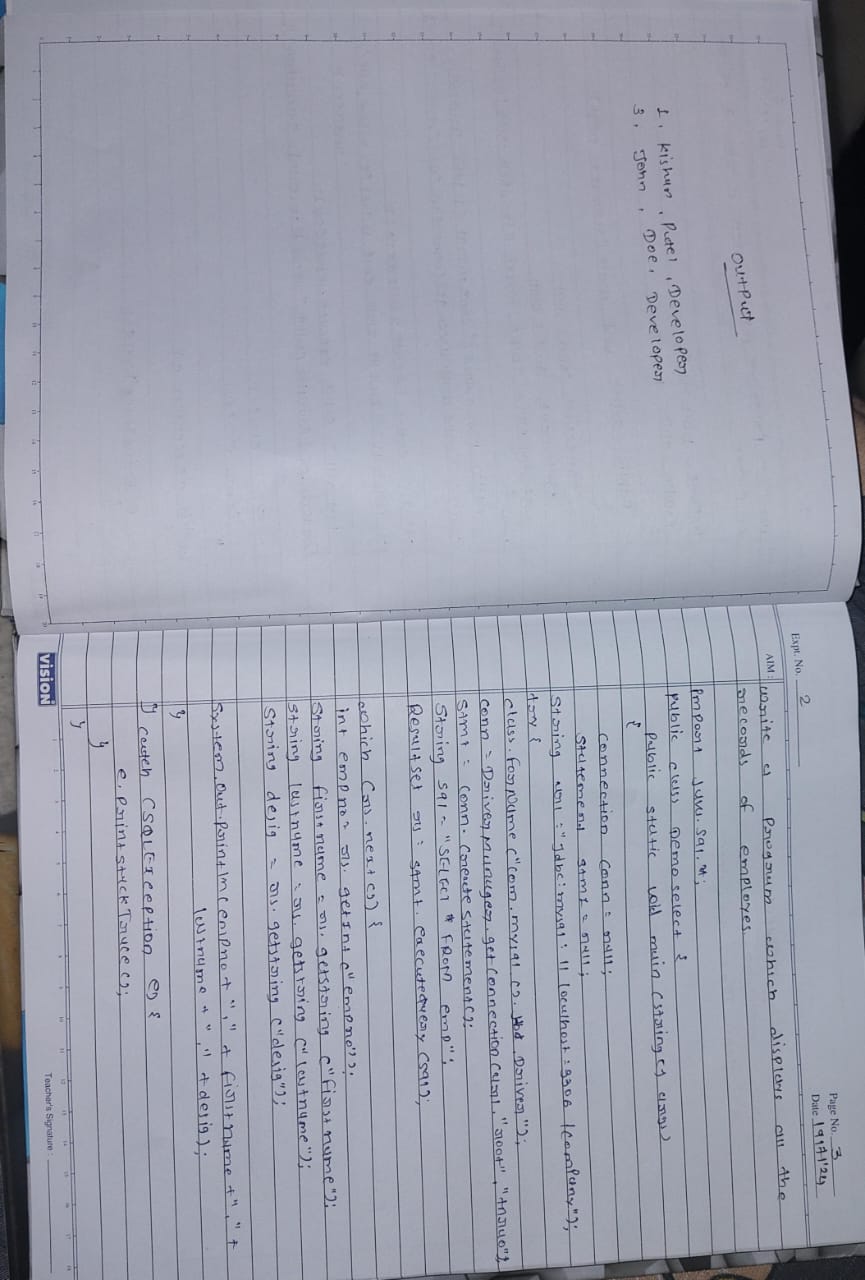 OUTPUT
1, Kishan, Patel, Developer
3, John, Doe, Developer
Expt. No. 2
Page No. 3
Date 19/7/'24
AIM: Write a program which displays all the
records of employes.
import java.sql.*;
public class Demoselect {
public static void main (String[] args)
{
Connection conn = null;
Statement stmt = null;
String url = "jdbc:mysql://localhost:3306/company");
try {
class.forName("com.mysql.cj.jdbc.Driver");
conn = DriverManager.getConnection(url, "root",
stmt = conn.createStatement();
String sql = "SELECT * FROM emp";
Resultset rs = stmt.executequery(sql);
which (rs.next()) {
int empno = rs.getInt("empno");
String firstname = rs.getString("firstname");
String lastname = rs.getString("lastname");
String desig = rs.getString("desig");
System.out.println(empno + "," + firstname + "," +
lastname + "," + desig);
}
}) catch (SQLException e) {
e.printStackTrace();
}
}
VISION
Teacher's Signature :